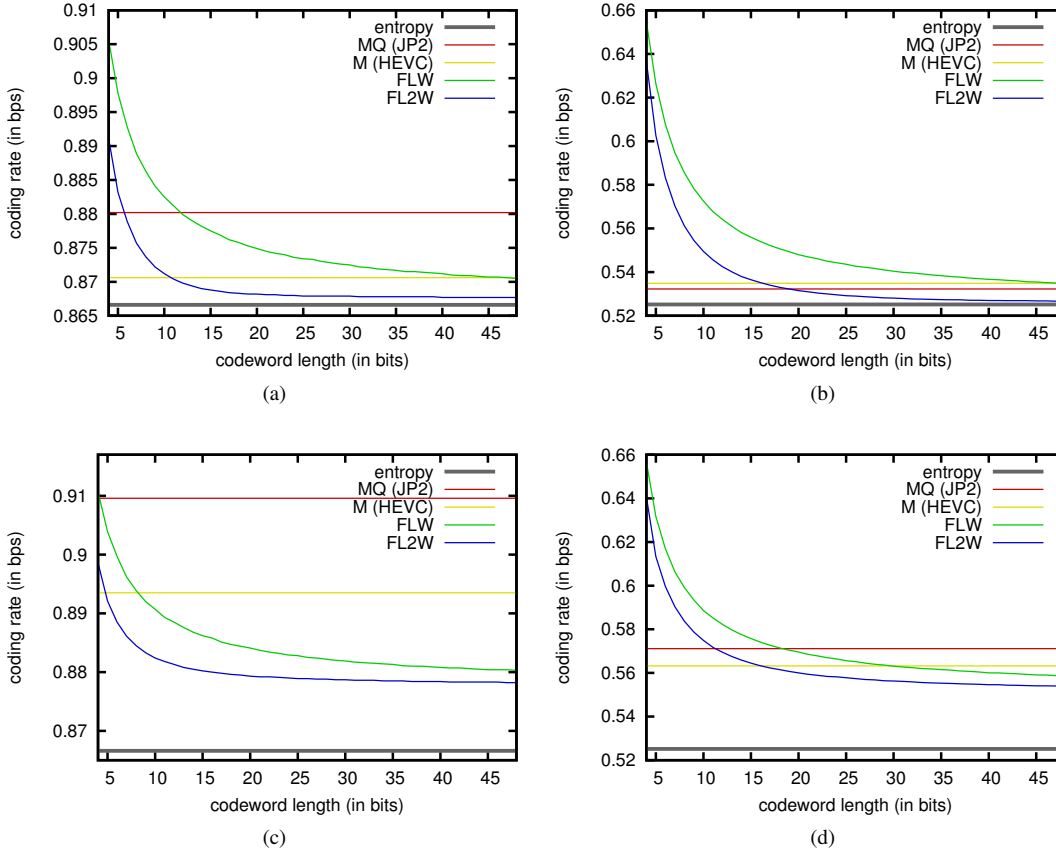 0.91
0.905
0.9
0.895
0.89
0.885
0.88
0.875
0.87
0.865
coding rate (in bps)
entropy
MQ (JP2)
M (HEVC)
FLW
FL2W
5 10 15 20 25 30 35 40 45
codeword length (in bits)
(a)
0.66
0.64
0.62
0.6
0.58
0.56
0.54
0.52
coding rate (in bps)
entropy
MQ (JP2)
M (HEVC)
FLW
FL2W
5 10 15 20 25 30 35 40 45
codeword length (in bits)
(b)
0.91
0.9
0.89
0.88
0.87
coding rate (in bps)
entropy
MQ (JP2)
M (HEVC)
FLW
FL2W
5 10 15 20 25 30 35 40 45
codeword length (in bits)
(c)
0.66
0.64
0.62
0.6
0.58
0.56
0.54
0.52
coding rate (in bps)
entropy
MQ (JP2)
M (HEVC)
FLW
FL2W
5 10 15 20 25 30 35 40 45
codeword length (in bits)
(d)